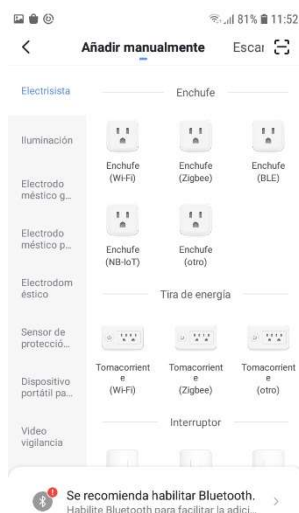 81% 11:52
Añadir manualmente Escar
Electrisista
Iluminación
Electrodo
méstico g...
Electrodo
méstico p...
Electrodom
éstico
Sensor de
protecció...
Dispositivo
portátil pa...
Video
vigilancia
Enchufe
Enchufe
(Wi-Fi)
Enchufe
(Zigbee)
Enchufe
(BLE)
Enchufe
(NB-IoT)
Enchufe
(otro)
Tira de energía
Tomacorrient
e
(Wi-Fi)
Tomacorrient
e
(Zigbee)
Tomacorrient
e
(otro)
Interruptor
Se recomienda habilitar Bluetooth.
Habilite Bluetooth para facilitar la adici...